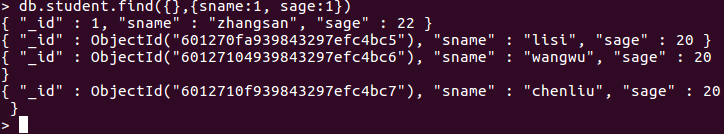 > db.student.find({},{sname:1, sage:1})
{ "_id" : 1, "sname" : "zhangsan", "sage" : 22 }
{ "_id" : ObjectId("601270fa939843297efc4bc5"), "sname" : "lisi", "sage" : 20 }
{ "_id" : ObjectId("60127104939843297efc4bc6"), "sname" : "wangwu", "sage" : 20
}
{ "_id" : ObjectId("6012710f939843297efc4bc7"), "sname" : "chenliu", "sage" : 20
 }
>